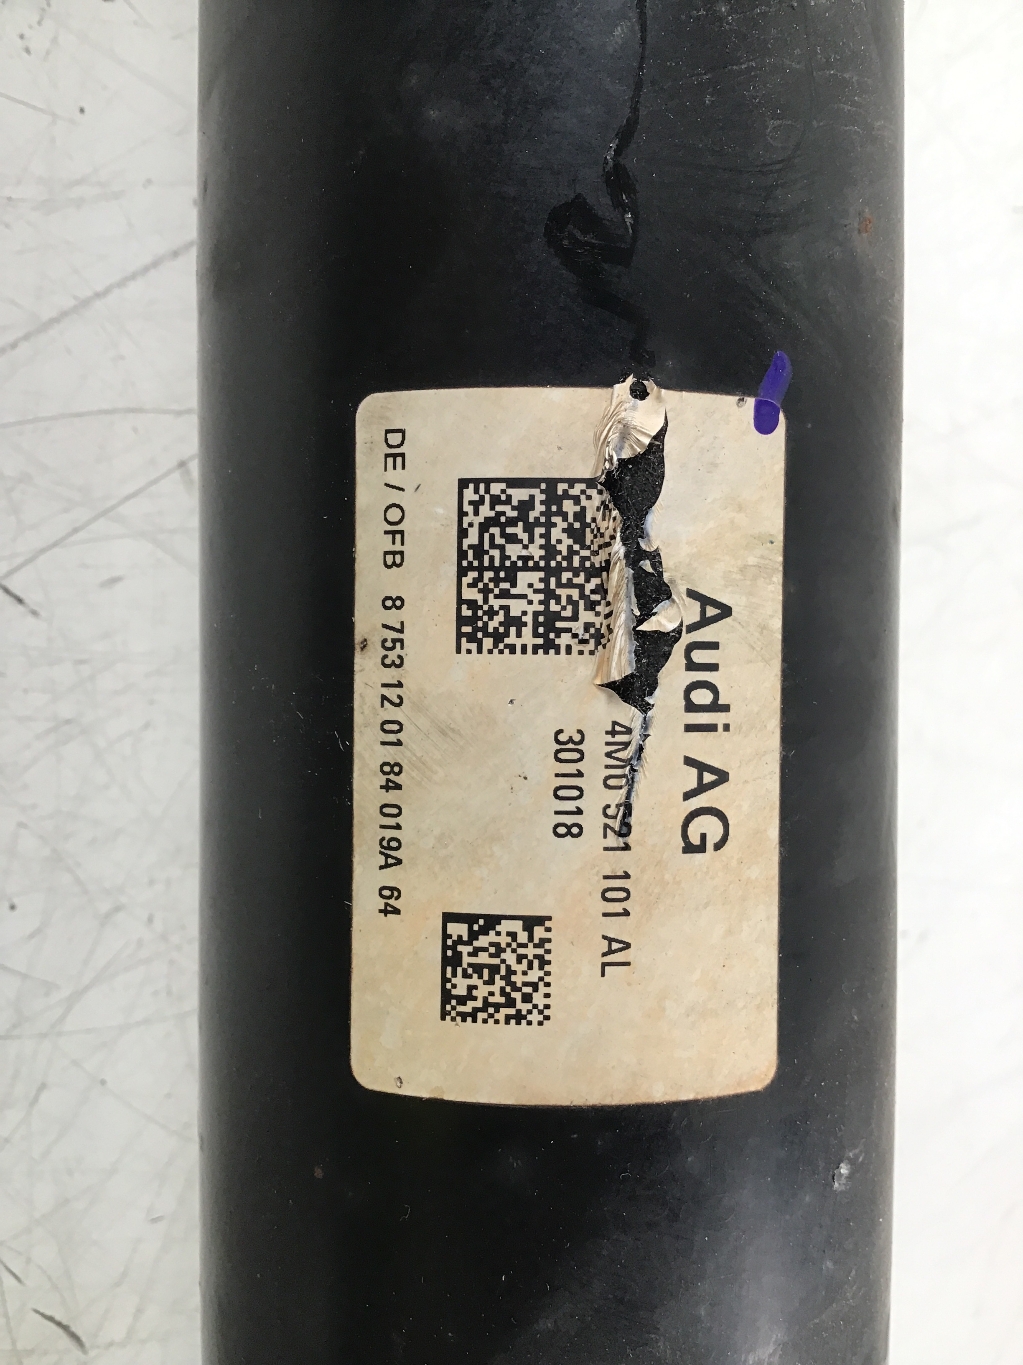 Audi AG
4M0 521 101 AL
301018
DE / OFB 8 753 12 01 84 019A 64